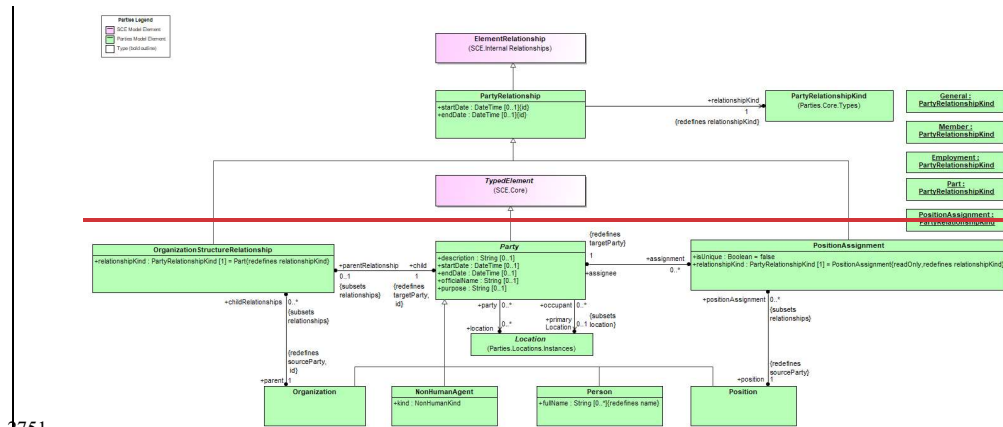 Parties Legend
SCE Model Element
Parties Model Element
Type (bold outline)
ElementRelationship
(SCE.Internal Relationships)
PartyRelationship
+startDate : DateTime [0..1]{id}
+endDate : DateTime [0..1]{id}
+relationshipKind
1
{redefines relationshipKind}
PartyRelationshipKind
(Parties.Core.Types)
General :
PartyRelationshipKind
Member :
PartyRelationshipKind
Employment :
PartyRelationshipKind
Part :
PartyRelationshipKind
PositionAssignment :
PartyRelationshipKind
TypedElement
(SCE.Core)
OrganizationStructureRelationship
+relationshipKind : PartyRelationshipKind [1] = Part{redefines relationshipKind}
+parentRelationship
0..1
{subsets
relationships}
+child
1
{redefines
targetParty,
id}
Party
+description : String [0..1]
+startDate : DateTime [0..1]
+endDate : DateTime [0..1]
+officialName : String [0..1]
+purpose : String [0..1]
{redefines
targetParty}
1
+assignee
+assignment
0..*
PositionAssignment
+isUnique : Boolean = false
+relationshipKind : PartyRelationshipKind [1] = PositionAssignment{readOnly,redefines relationshipKind}
+childRelationships
0..*
{subsets
relationships}
{redefines
sourceParty,
id}
+parent
1
+party
0..*
+location
0..*
+occupant
0..*
+primary
Location
0..1
{subsets
location}
Location
(Parties.Locations.Instances)
+positionAssignment
0..*
{subsets
relationships}
{redefines
sourceParty}
+position
1
Organization
NonHumanAgent
+kind : NonHumanKind
Person
+fullName : String [0..*]{redefines name}
Position
2751